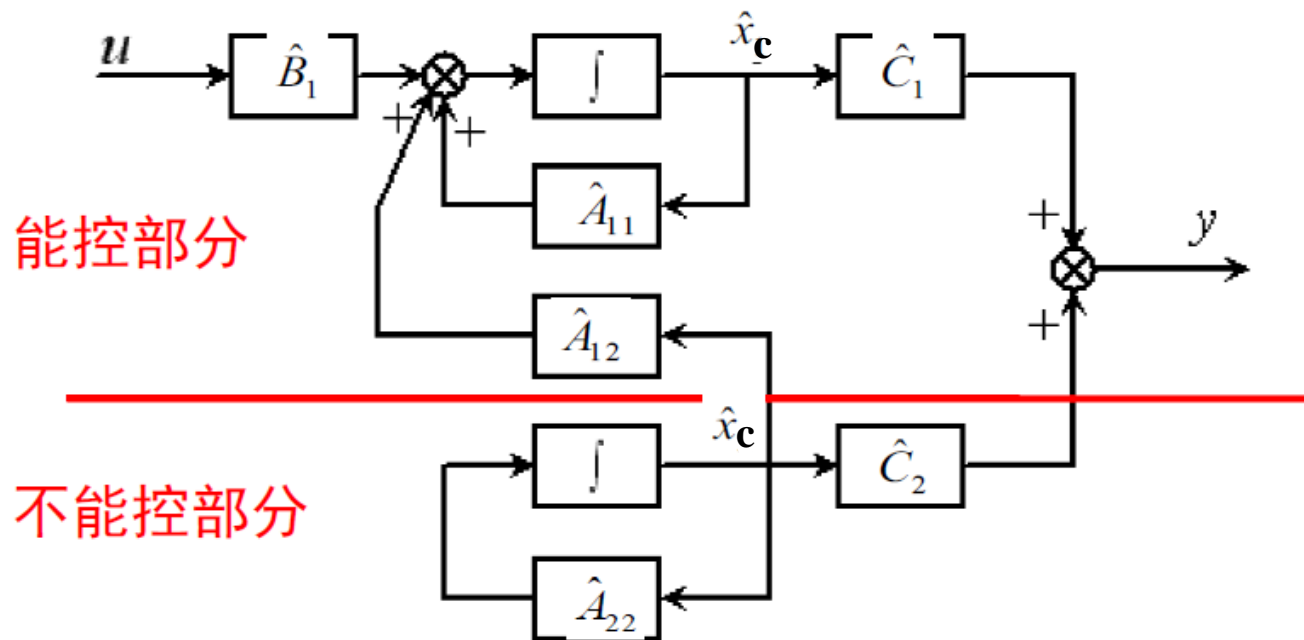 u
B̂₁
∫
x̂c
Ĉ₁
+
+
Â₁₁
能控部分
+
y
Â₁₂
+
x̂c
∫
Ĉ₂
不能控部分
Â₂₂